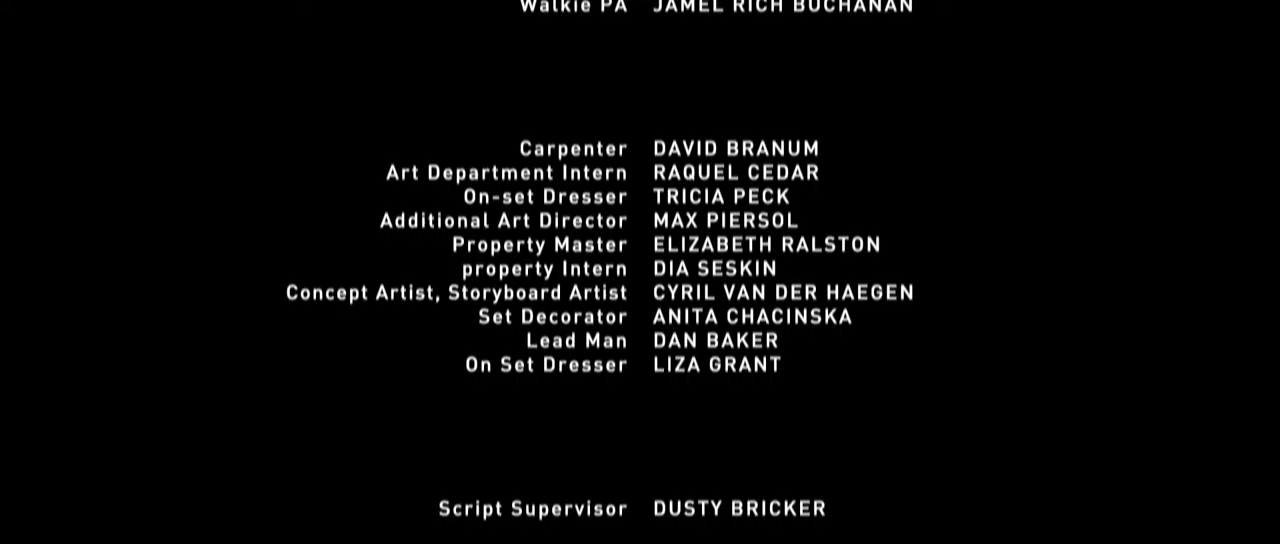 Walkie PA JAMEL RICH BUCHANAN
Carpenter DAVID BRANUM
Art Department Intern RAQUEL CEDAR
On-set Dresser TRICIA PECK
Additional Art Director MAX PIERSOL
Property Master ELIZABETH RALSTON
property Intern DIA SESKIN
Concept Artist, Storyboard Artist CYRIL VAN DER HAEGEN
Set Decorator ANITA CHACINSKA
Lead Man DAN BAKER
On Set Dresser LIZA GRANT
Script Supervisor DUSTY BRICKER